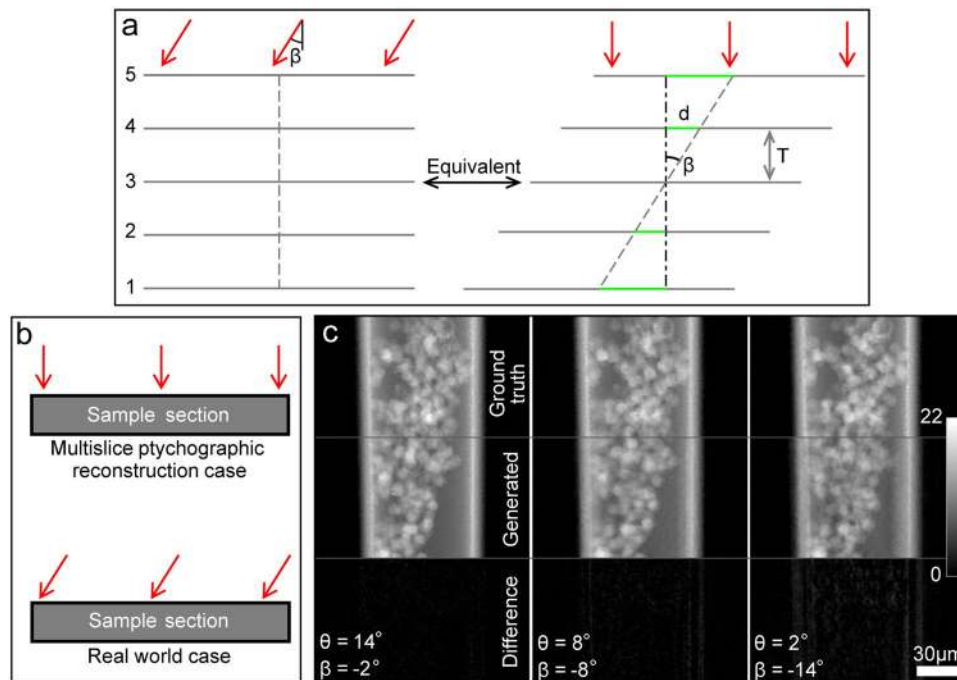 a
β
5
4
3
2
1
Equivalent
d
β
T
b
Sample section
Multislice ptychographic
reconstruction case
Sample section
Real world case
c
Ground
truth
Generated
Difference
θ = 14°
β = -2°
θ = 8°
β = -8°
θ = 2°
β = -14°
22
0
30μm